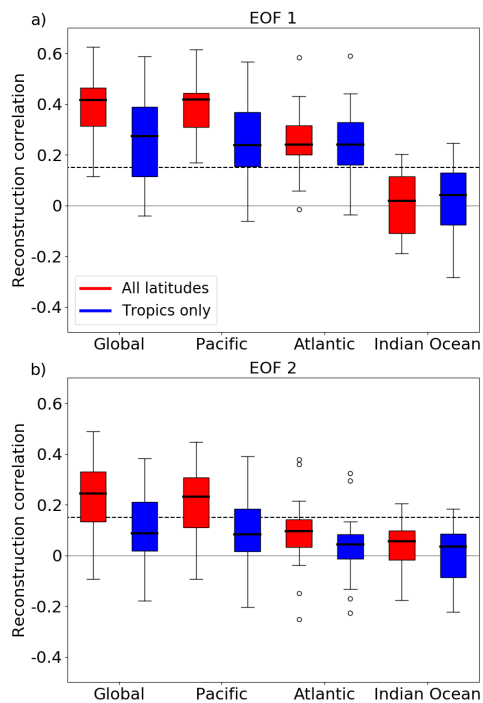 a)
EOF 1
Reconstruction correlation
0.6
0.4
0.2
0
-0.2
-0.4
All latitudes
Tropics only
Global Pacific Atlantic Indian Ocean
b)
EOF 2
Reconstruction correlation
0.6
0.4
0.2
0
-0.2
-0.4
Global Pacific Atlantic Indian Ocean